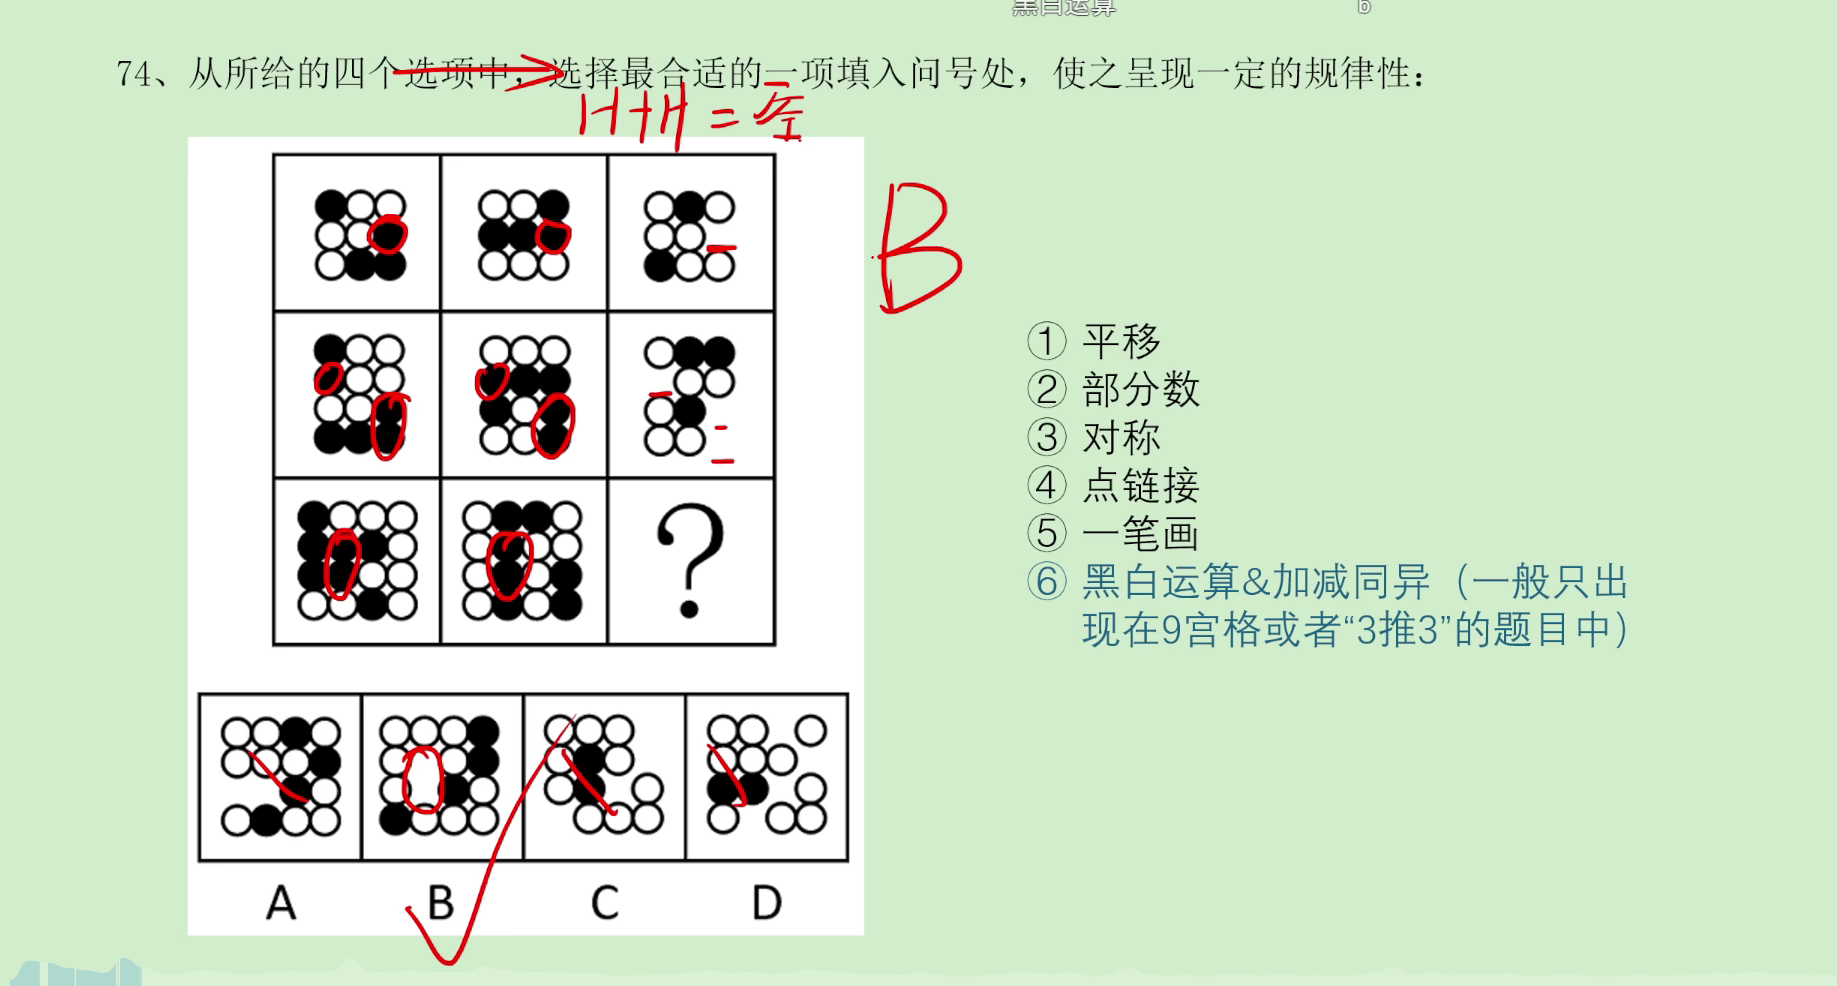 黑白运算 6
74、从所给的四个选项中，选择最合适的一项填入问号处，使之呈现一定的规律性：
H+H=空
B
?
① 平移
② 部分数
③ 对称
④ 点链接
⑤ 一笔画
⑥ 黑白运算&加减同异（一般只出
现在9宫格或者“3推3”的题目中）
A B C D